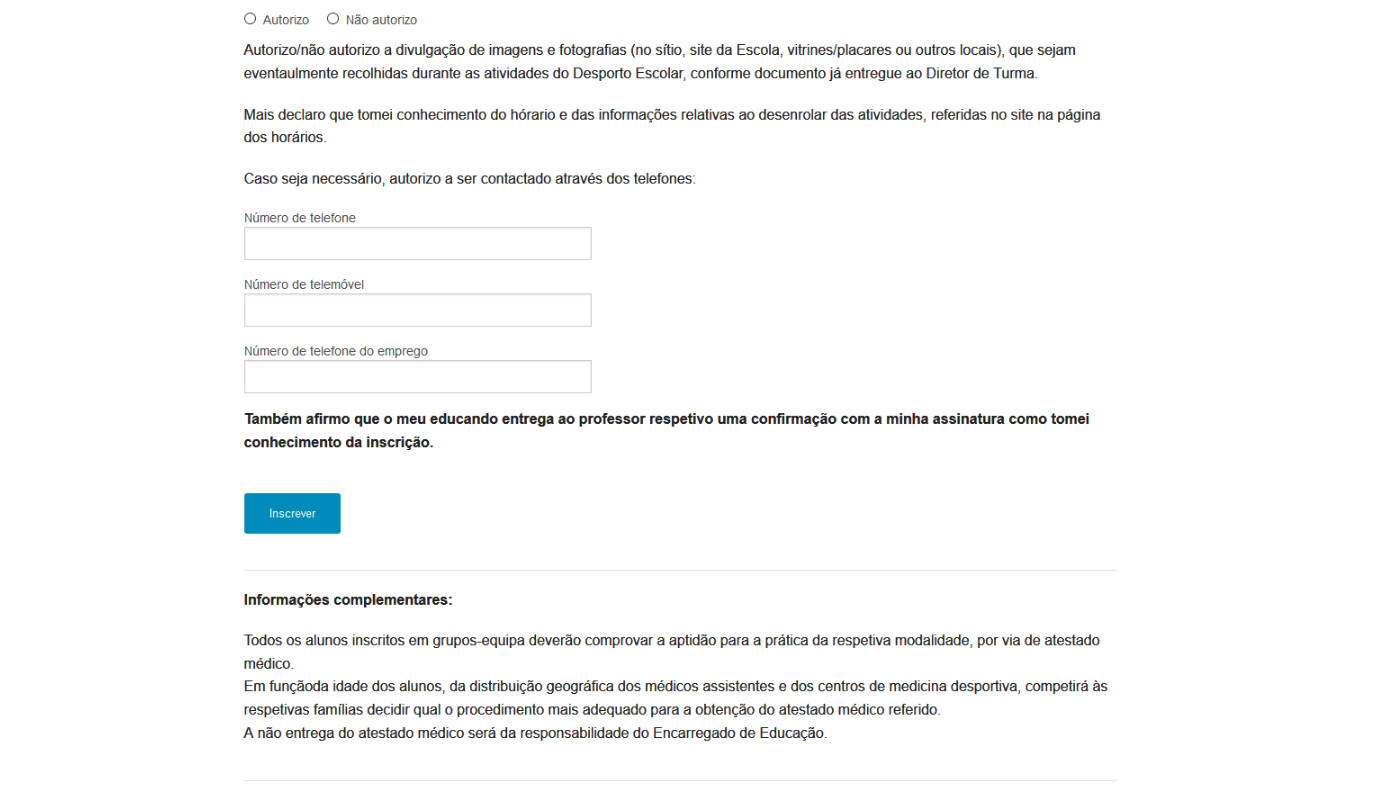 Autorizo Não autorizo
Autorizo/não autorizo a divulgação de imagens e fotografias (no sítio, site da Escola, vitrines/placares ou outros locais), que sejam
eventaulmente recolhidas durante as atividades do Desporto Escolar, conforme documento já entregue ao Diretor de Turma.
Mais declaro que tomei conhecimento do hórario e das informações relativas ao desenrolar das atividades, referidas no site na página
dos horários.
Caso seja necessário, autorizo a ser contactado através dos telefones:
Número de telefone
Número de telemóvel
Número de telefone do emprego
Também afirmo que o meu educando entrega ao professor respetivo uma confirmação com a minha assinatura como tomei
conhecimento da inscrição.
Inscrever
Informações complementares:
Todos os alunos inscritos em grupos-equipa deverão comprovar a aptidão para a prática da respetiva modalidade, por via de atestado
médico.
Em funçãoda idade dos alunos, da distribuição geográfica dos médicos assistentes e dos centros de medicina desportiva, competirá às
respetivas famílias decidir qual o procedimento mais adequado para a obtenção do atestado médico referido.
A não entrega do atestado médico será da responsabilidade do Encarregado de Educação.